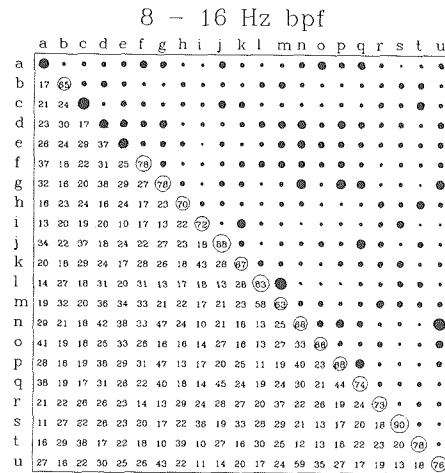 8 - 16 Hz bpf
a b c d e f g h i j k l m n o p q r s t u
a
b 17 85
c 21 24
d 23 30 17
e 26 24 29 37
f 37 18 22 31 25 78
g 32 16 20 38 29 27 78
h 16 23 24 16 24 17 23 70
i 13 20 19 20 10 17 13 22 72
j 34 22 37 18 24 22 27 23 18 88
k 20 18 29 24 17 28 26 18 43 28 67
l 14 27 18 31 20 31 13 17 18 13 28 83
m 19 32 20 36 34 33 21 22 17 21 23 58 63
n 29 21 18 42 38 33 47 24 10 21 18 13 25 88
o 41 19 18 25 33 26 16 16 14 27 16 13 27 33 86
p 28 18 19 38 29 31 47 13 17 20 25 11 19 40 23 88
q 38 19 17 31 26 22 40 18 14 45 24 19 24 30 21 44 74
r 21 22 26 26 23 14 13 29 24 28 27 20 37 22 26 19 24 73
s 11 27 22 26 23 20 17 22 36 19 33 28 29 21 13 17 20 18 90
t 16 29 38 17 22 18 10 39 10 27 16 30 25 12 13 16 22 23 20 78
u 27 16 22 30 25 26 43 22 11 14 20 17 24 59 35 27 17 19 13 18 76